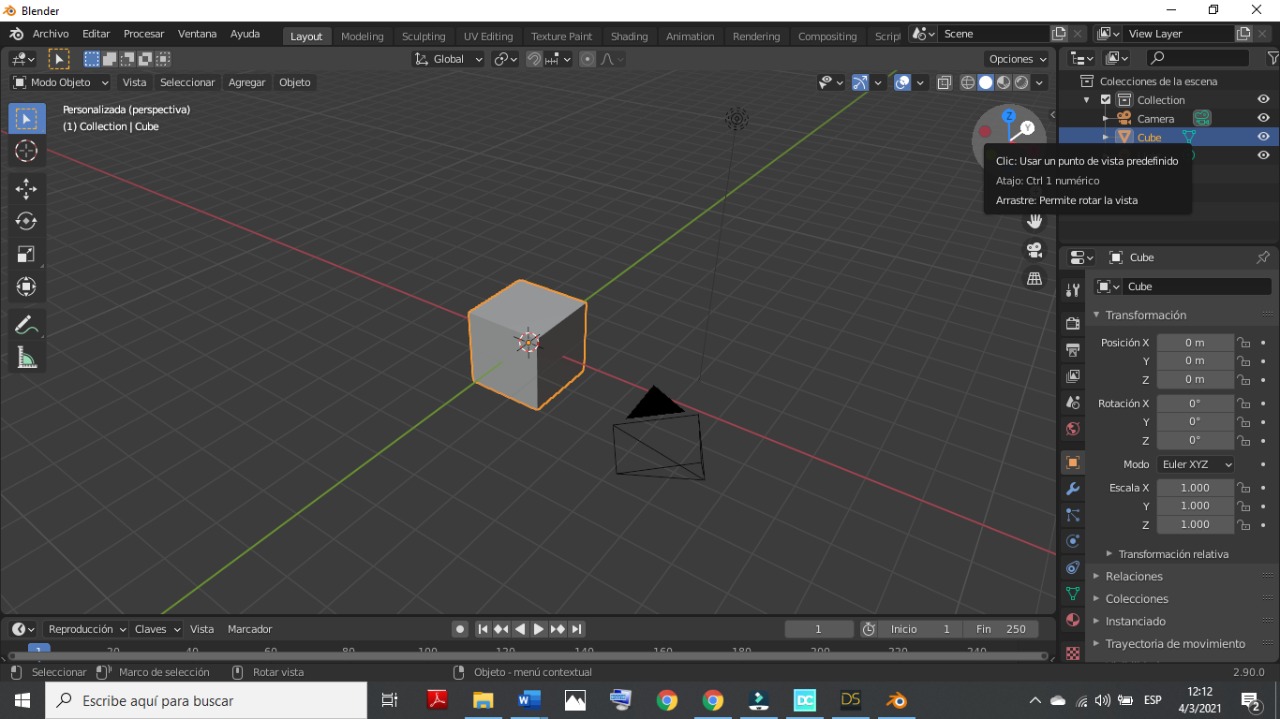 Blender
Archivo Editar Procesar Ventana Ayuda Layout Modeling Sculpting UV Editing Texture Paint Shading Animation Rendering Compositing Script Scene View Layer
Global Opciones
Modo Objeto Vista Seleccionar Agregar Objeto
Personalizada (perspectiva)
(1) Collection | Cube
Z
Y
Clic: Usar un punto de vista predefinido
Atajo: Ctrl 1 numérico
Arrastre: Permite rotar la vista
Colecciones de la escena
Collection
Camera
Cube
Cube
Cube
Transformación
Posición X 0 m
Y 0 m
Z 0 m
Rotación X 0°
Y 0°
Z 0°
Modo Euler XYZ
Escala X 1.000
Y 1.000
Z 1.000
Transformación relativa
Relaciones
Colecciones
Instanciado
Trayectoria de movimiento
Reproducción Claves Vista Marcador 1 Inicio 1 Fin 250
1 20 40 60 80 100 120 140 160 180 200 220 240
Seleccionar Marco de selección Rotar vista Objeto - menú contextual 2.90.0
Escribe aquí para buscar
DC
DS
ESP
12:12
4/3/2021
2